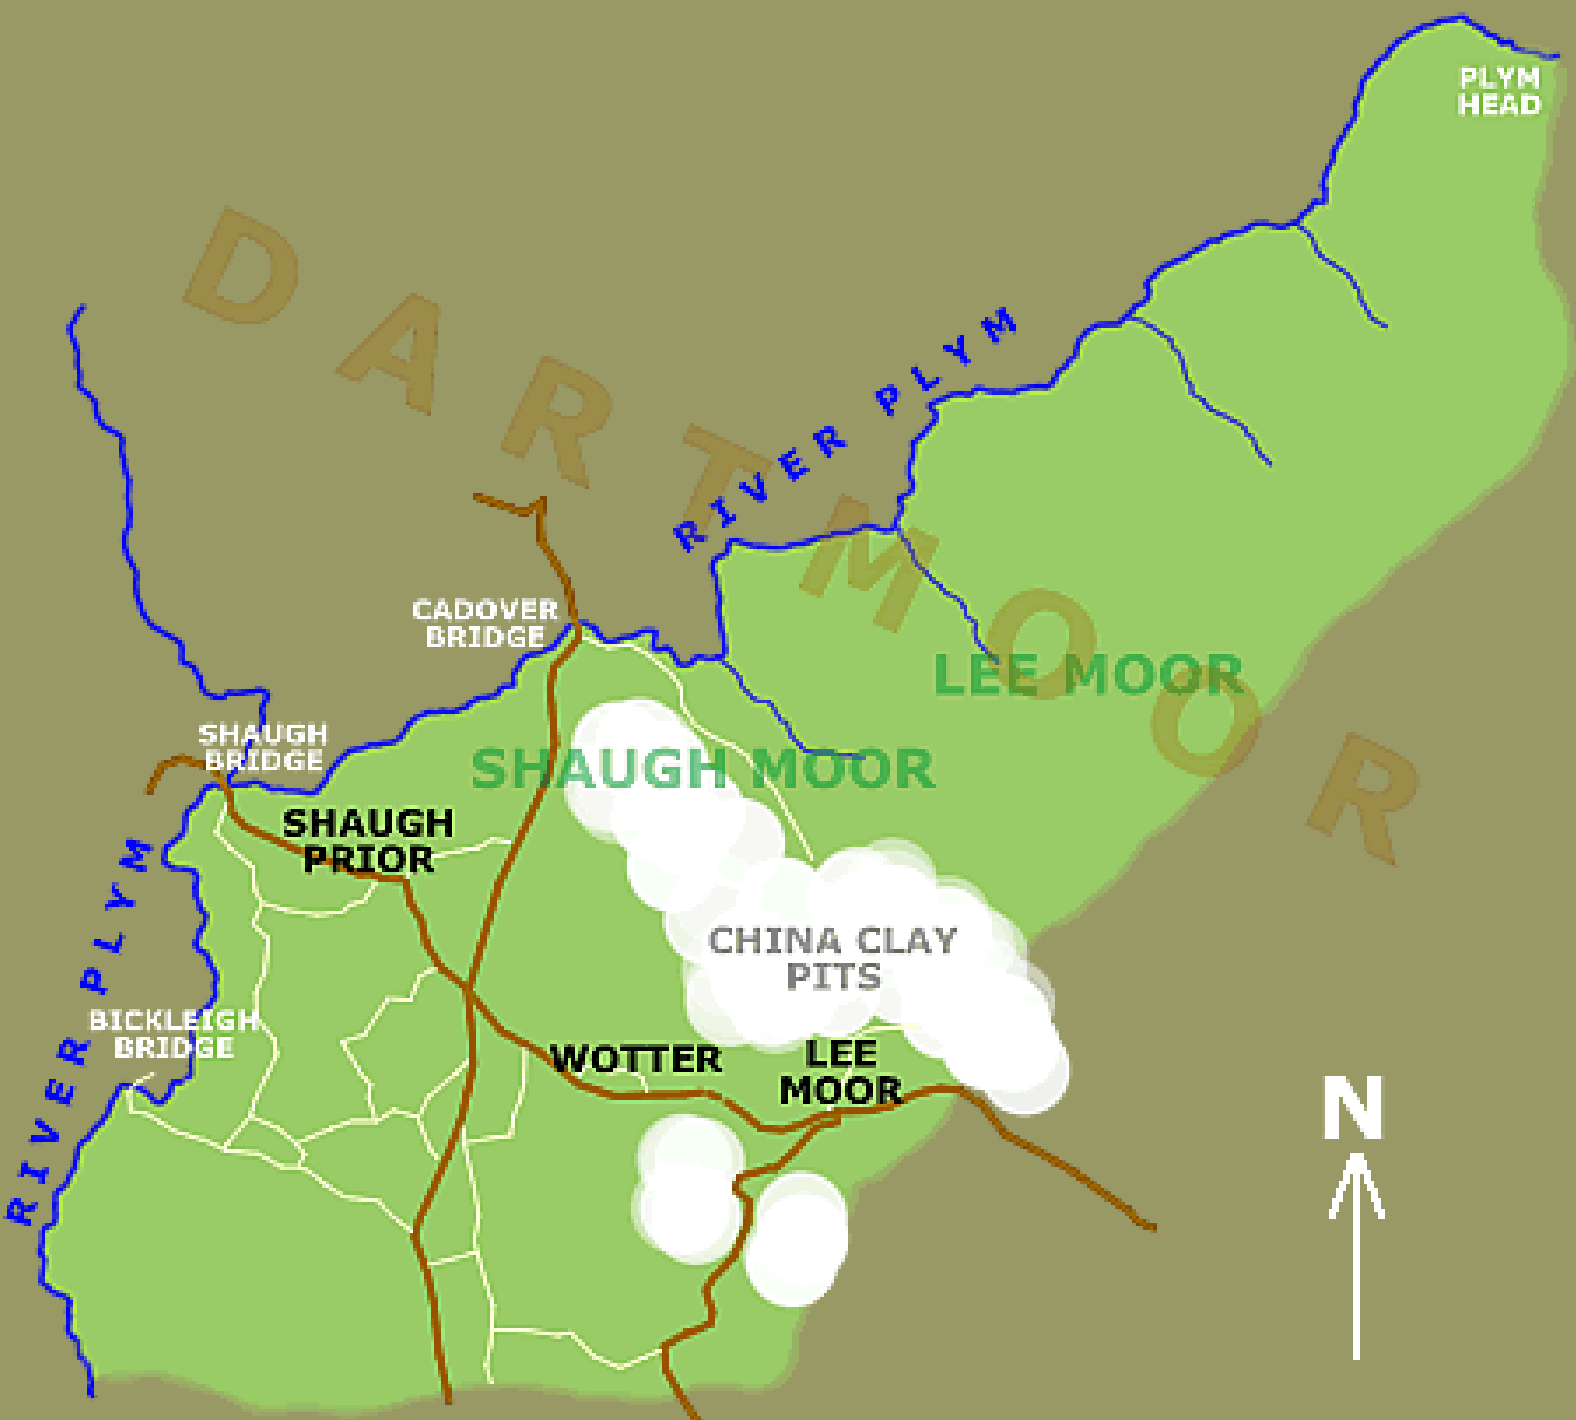 PLYM
HEAD
DARTMOOR
RIVER PLYM
CADOVER
BRIDGE
LEE MOOR
SHAUGH
BRIDGE
SHAUGH MOOR
SHAUGH
PRIOR
CHINA CLAY
PITS
RIVER PLYM
BICKLEIGH
BRIDGE
WOTTER
LEE
MOOR
N